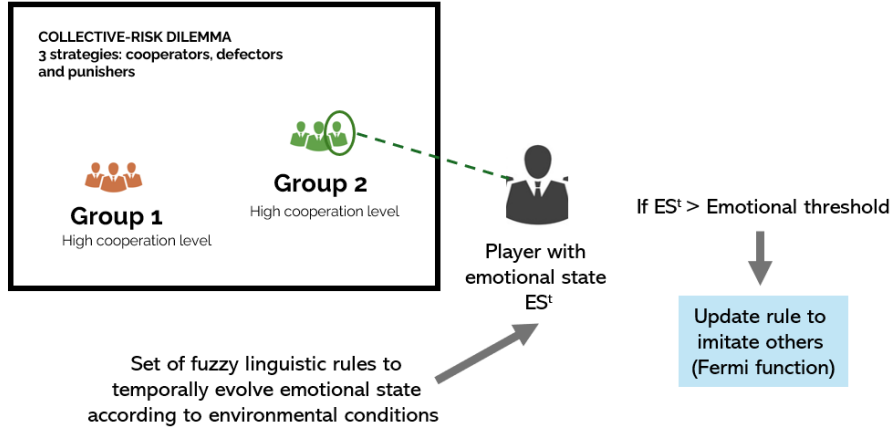 COLLECTIVE-RISK DILEMMA
3 strategies: cooperators, defectors
and punishers
Group 1
High cooperation level
Group 2
High cooperation level
Player with
emotional state
ESᵗ
Set of fuzzy linguistic rules to
temporally evolve emotional state
according to environmental conditions
If ESᵗ > Emotional threshold
Update rule to
imitate others
(Fermi function)